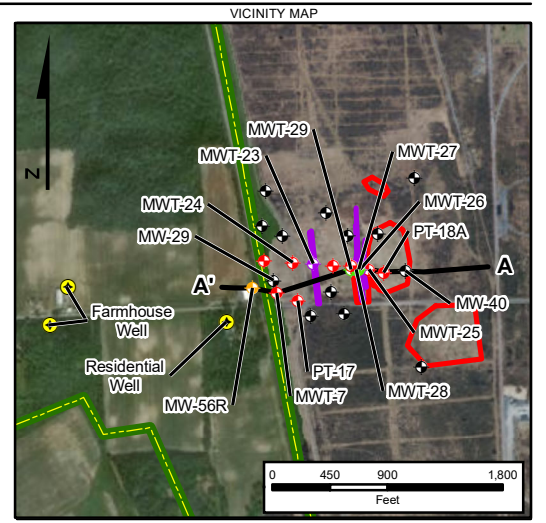 VICINITY MAP
N
MWT-29
MWT-23
MWT-27
MWT-26
MWT-24
MW-29
PT-18A
A'
A
Farmhouse
Well
MW-40
MWT-25
Residential
Well
PT-17
MWT-28
MW-56R
MWT-7
0 450 900 1,800
Feet